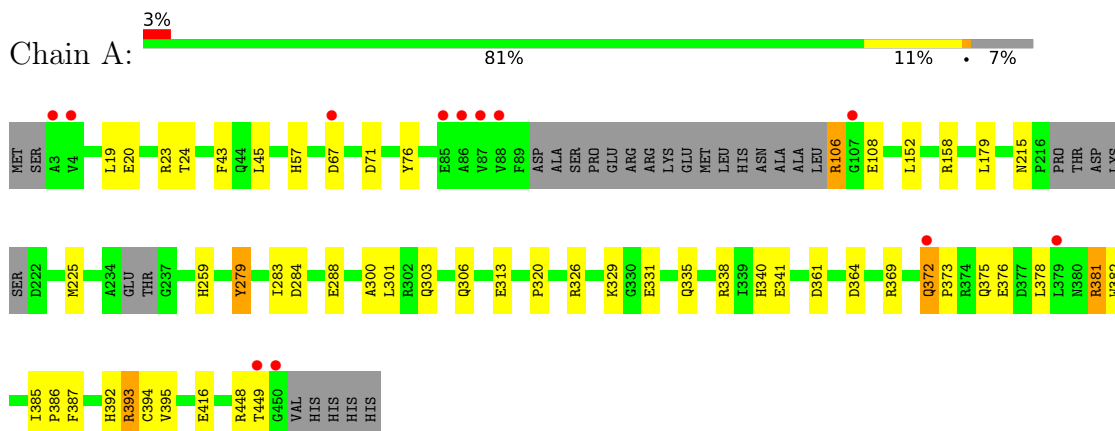 3%
Chain A:
81% 11% • 7%
MET SER A3 V4 L19 E20 R23 T24 F43 Q44 L45 H57 D67 D71 Y76 E85 A86 V87 V88 F89 ASP ALA SER PRO GLU ARG ARG LYS GLU MET LEU HIS ASN ALA ALA LEU R106 G107 E108 L152 R158 L179 N215 P216 PRO THR ASP LYS
SER D222 M225 A234 GLU THR G237 H259 Y279 I283 D284 E288 A300 L301 R302 Q303 Q306 E313 P320 R326 K329 G330 E331 Q335 R338 I339 H340 E341 D361 D364 R369 Q372 P373 R374 Q375 E376 D377 L378 L379 N380 R381 W382
I385 P386 F387 H392 R393 C394 V395 E416 R448 T449 G450 VAL HIS HIS HIS HIS